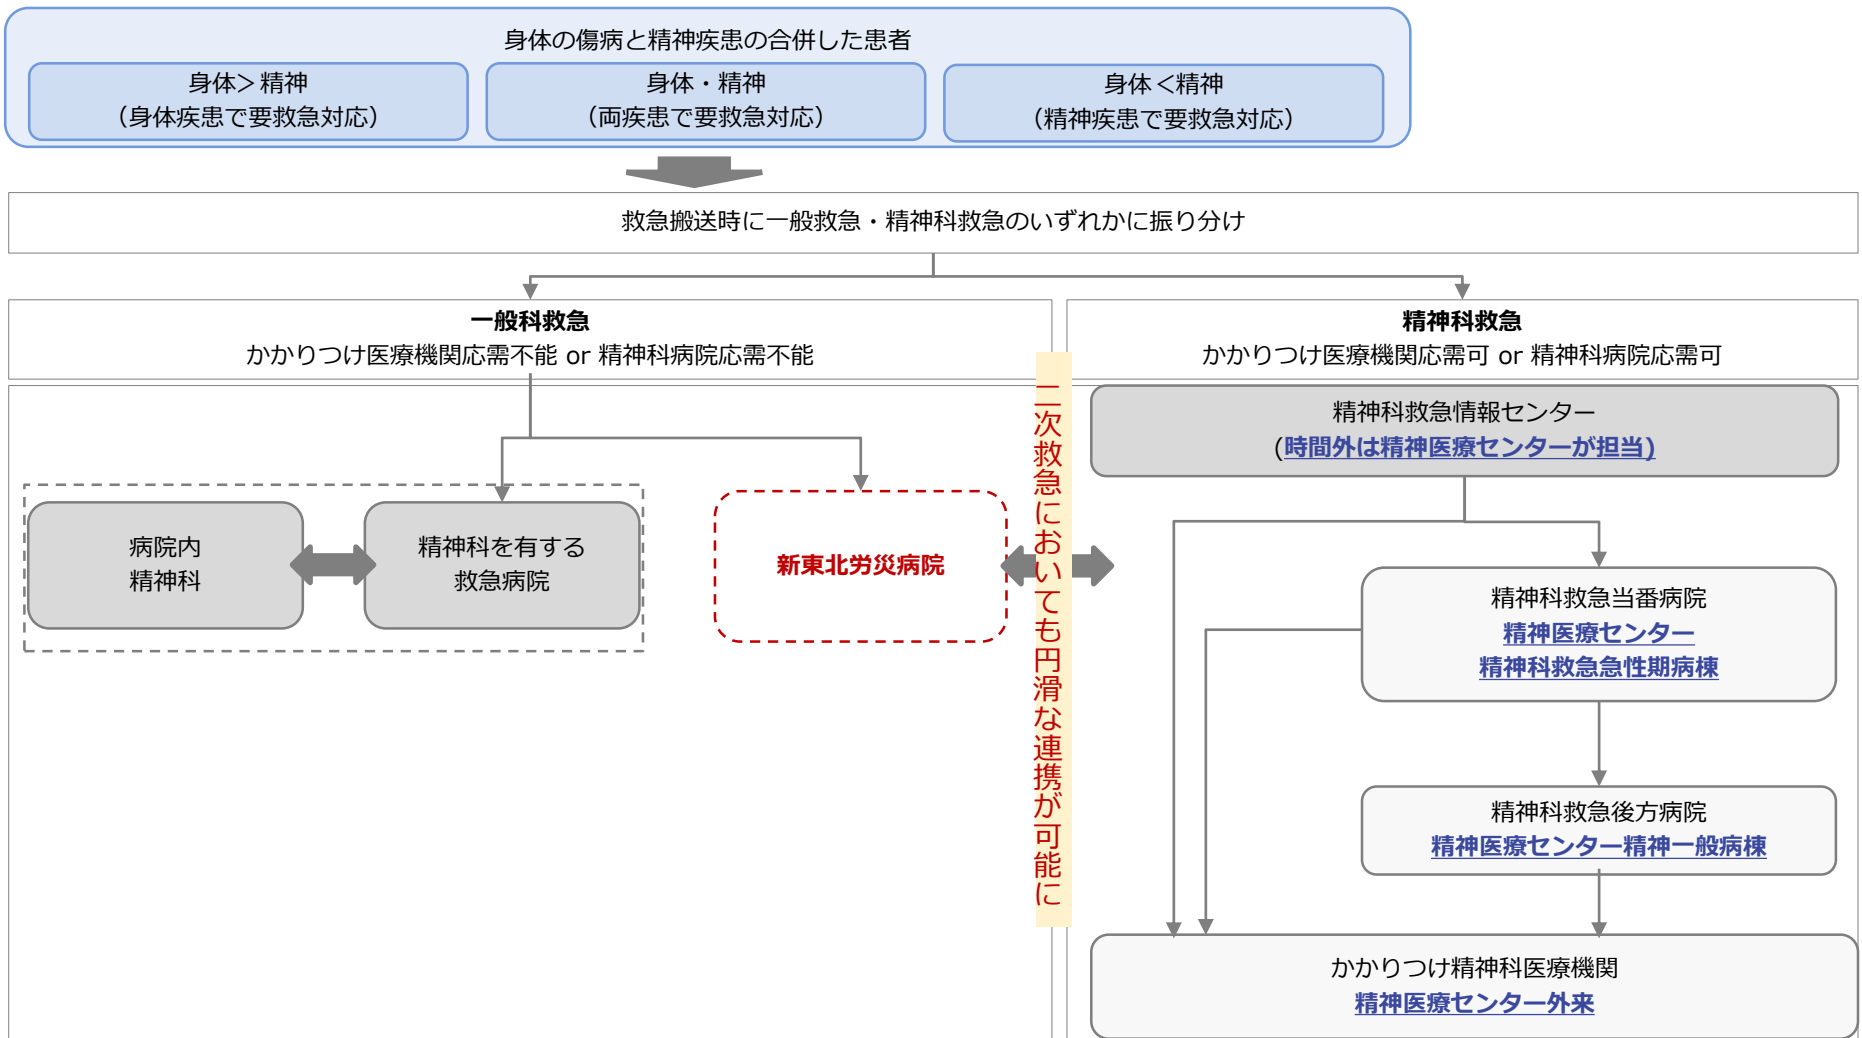 身体の傷病と精神疾患の合併した患者
身体＞精神
（身体疾患で要救急対応）
身体・精神
（両疾患で要救急対応）
身体＜精神
（精神疾患で要救急対応）
救急搬送時に一般救急・精神科救急のいずれかに振り分け
一般科救急
かかりつけ医療機関応需不能 or 精神科病院応需不能
精神科救急
かかりつけ医療機関応需可 or 精神科病院応需可
病院内
精神科
精神科を有する
救急病院
新東北労災病院
二次救急においても円滑な連携が可能に
精神科救急情報センター
(時間外は精神医療センターが担当)
精神科救急当番病院
精神医療センター
精神科救急急性期病棟
精神科救急後方病院
精神医療センター精神一般病棟
かかりつけ精神科医療機関
精神医療センター外来